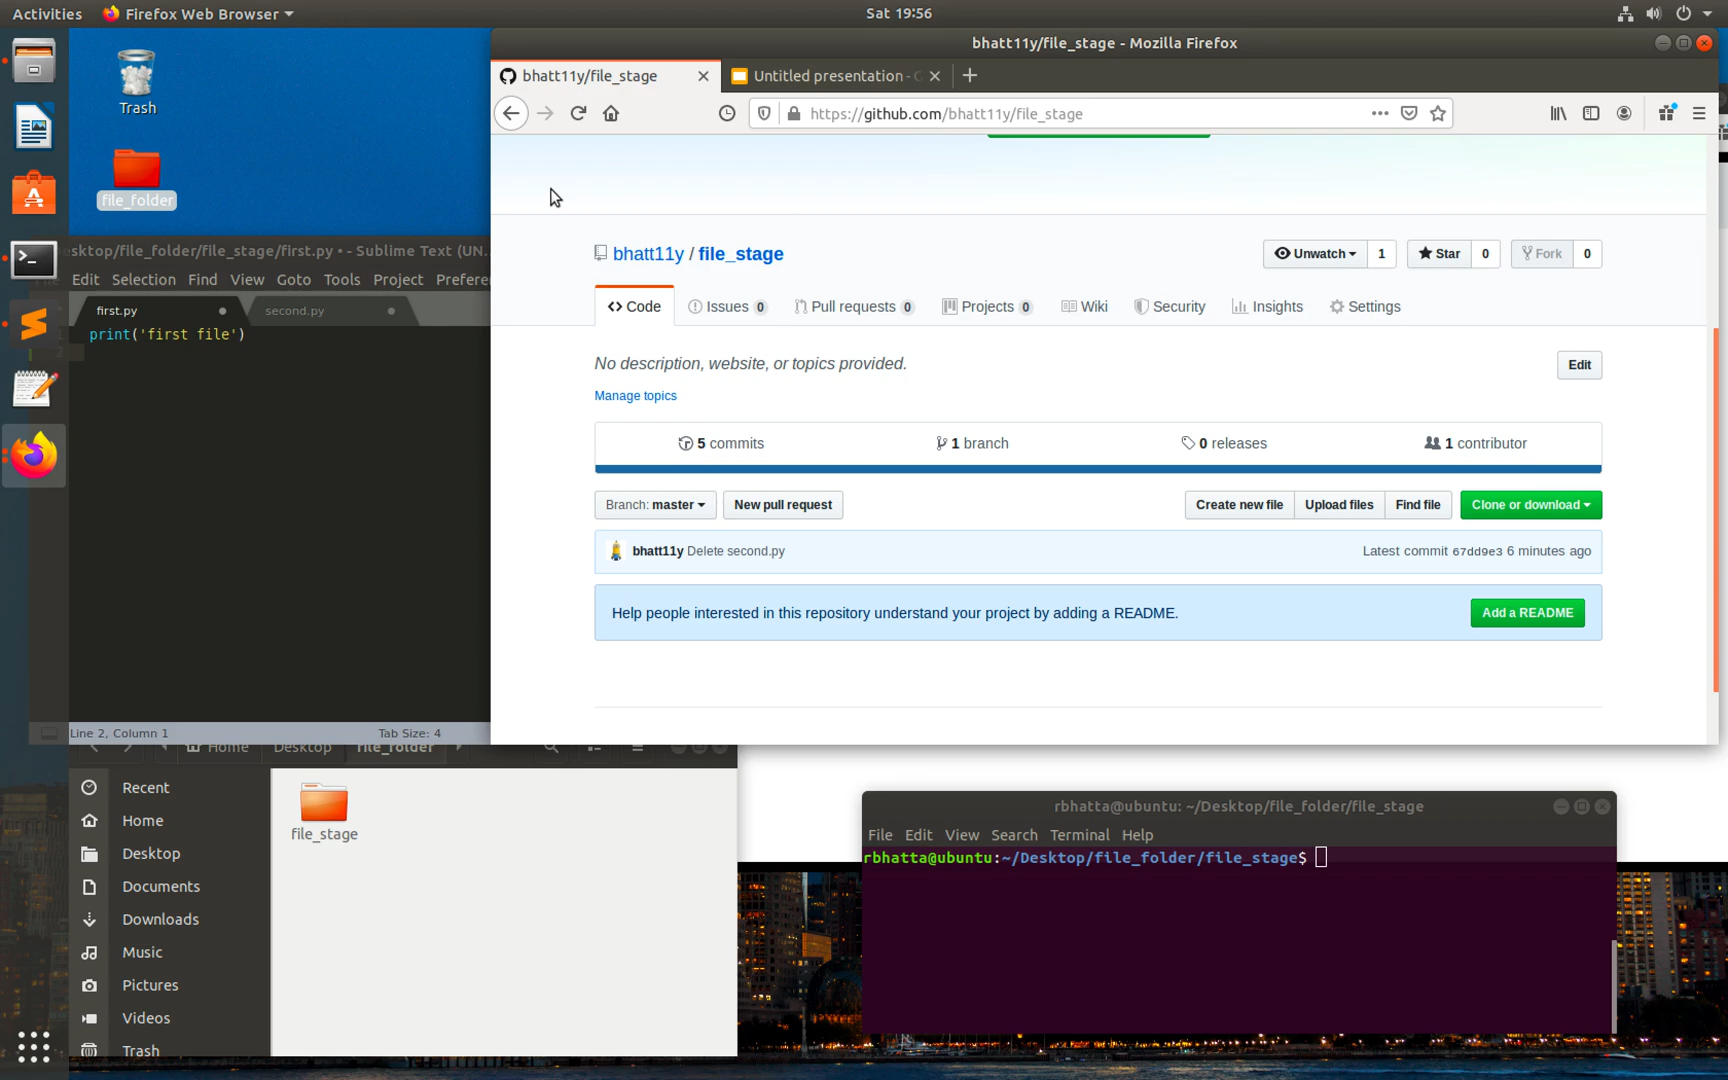 Activities
Firefox Web Browser
Sat 19:56
Trash
file_folder
bhatt11y/file_stage - Mozilla Firefox
bhatt11y/file_stage
Untitled presentation -
https://github.com/bhatt11y/file_stage
bhatt11y / file_stage
Unwatch 1
Star 0
Fork 0
Code
Issues 0
Pull requests 0
Projects 0
Wiki
Security
Insights
Settings
No description, website, or topics provided.
Edit
Manage topics
5 commits
1 branch
0 releases
1 contributor
Branch: master
New pull request
Create new file
Upload files
Find file
Clone or download
bhatt11y Delete second.py
Latest commit 67dd9e3 6 minutes ago
Help people interested in this repository understand your project by adding a README.
Add a README
sktop/file_folder/file_stage/first.py • - Sublime Text (UN
Edit Selection Find View Goto Tools Project Prefere
first.py
second.py
print('first file')
2
Line 2, Column 1
Tab Size: 4
Home
Desktop
file_folder
Recent
Home
Desktop
Documents
Downloads
Music
Pictures
Videos
Trash
file_stage
rbhatta@ubuntu: ~/Desktop/file_folder/file_stage
File Edit View Search Terminal Help
rbhatta@ubuntu:~/Desktop/file_folder/file_stage$